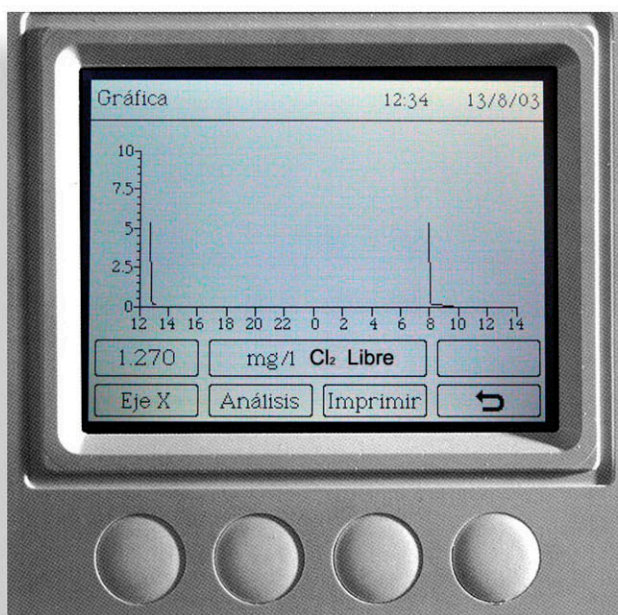 Gráfica 12:34 13/8/03
10
7.5
5
2.5
0
12 14 16 18 20 22 0 2 4 6 8 10 12 14
1.270 mg/l Cl₂ Libre
Eje X Análisis Imprimir